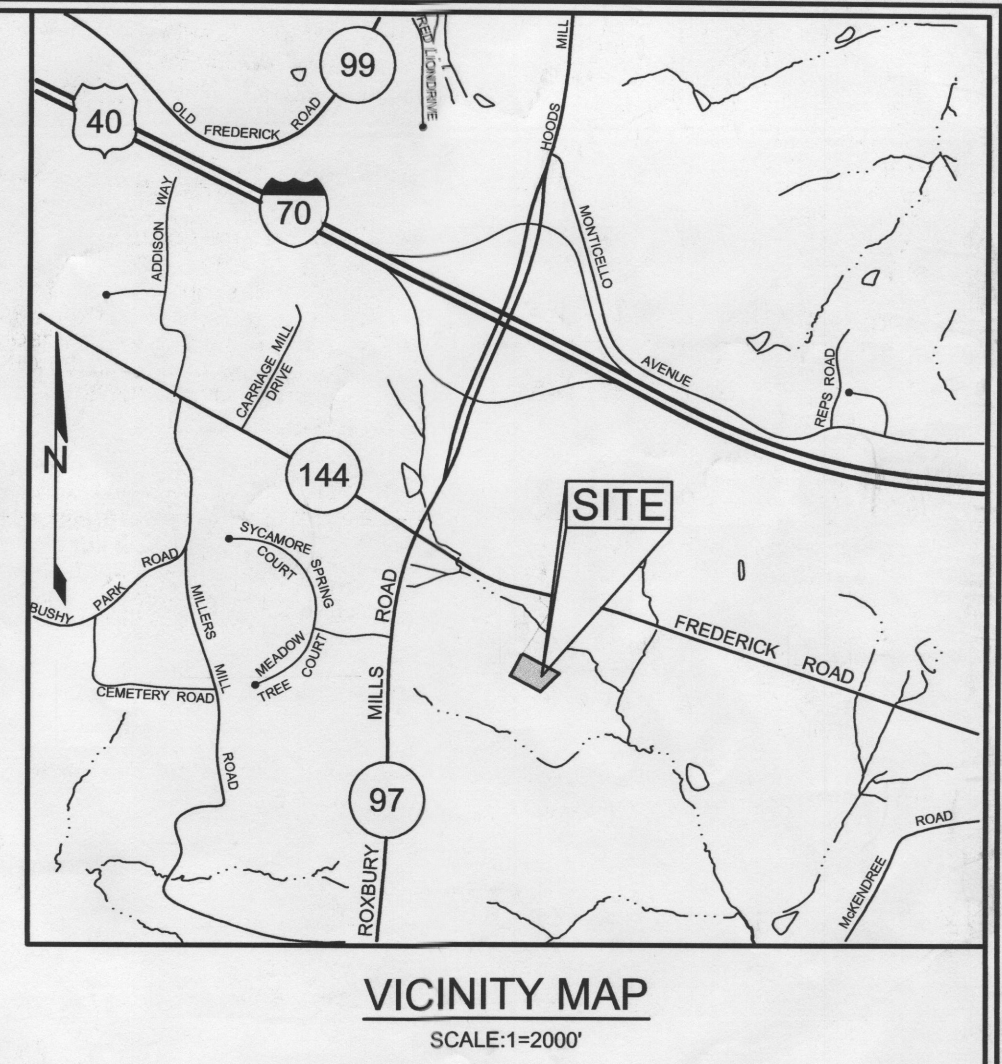 99
RED LIONDRIVE
MILL
HOODS
40
OLD FREDERICK ROAD
70
ADDISON WAY
MONTICELLO
AVENUE
CARRIAGE MILL
DRIVE
REPS ROAD
N
144
SITE
SYCAMORE SPRING
COURT
BUSHY PARK ROAD
MILLERS MILL ROAD
MEADOW
TREE COURT
CEMETERY ROAD
FREDERICK ROAD
ROXBURY MILLS ROAD
97
McKENDREE ROAD
VICINITY MAP
SCALE:1=2000'